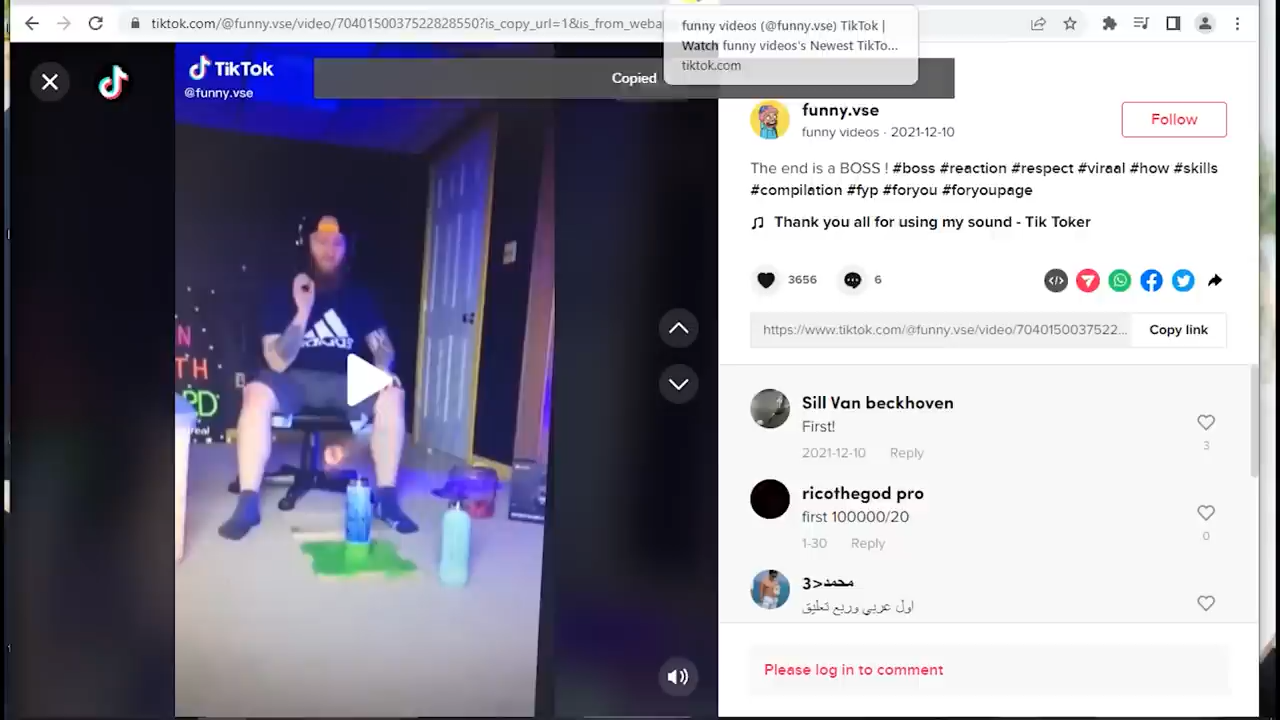 tiktok.com/@funny.vse/video/7040150037522828550?is_copy_url=1&is_from_weba
funny videos (@funny.vse) TikTok |
Watch funny videos's Newest TikTo...
tiktok.com
TikTok
@funny.vse
Copied
adidas
N
TH
RD
funny.vse
funny videos · 2021-12-10
Follow
The end is a BOSS ! #boss #reaction #respect #viraal #how #skills
#compilation #fyp #foryou #foryoupage
Thank you all for using my sound - Tik Toker
3656
6
https://www.tiktok.com/@funny.vse/video/7040150037522...
Copy link
Sill Van beckhoven
First!
2021-12-10 Reply
3
ricothegod pro
first 100000/20
1-30 Reply
0
محمد<3
اول عربي وربع تعليق
Please log in to comment